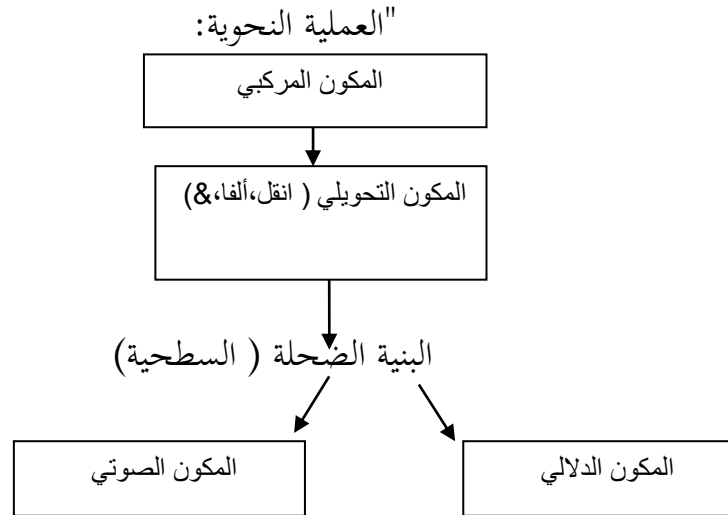 "العملية النحوية:
المكون المركبي
المكون التحويلي ( انقل،ألفا،&)
البنية الضحلة ( السطحية)
المكون الدلالي
المكون الصوتي